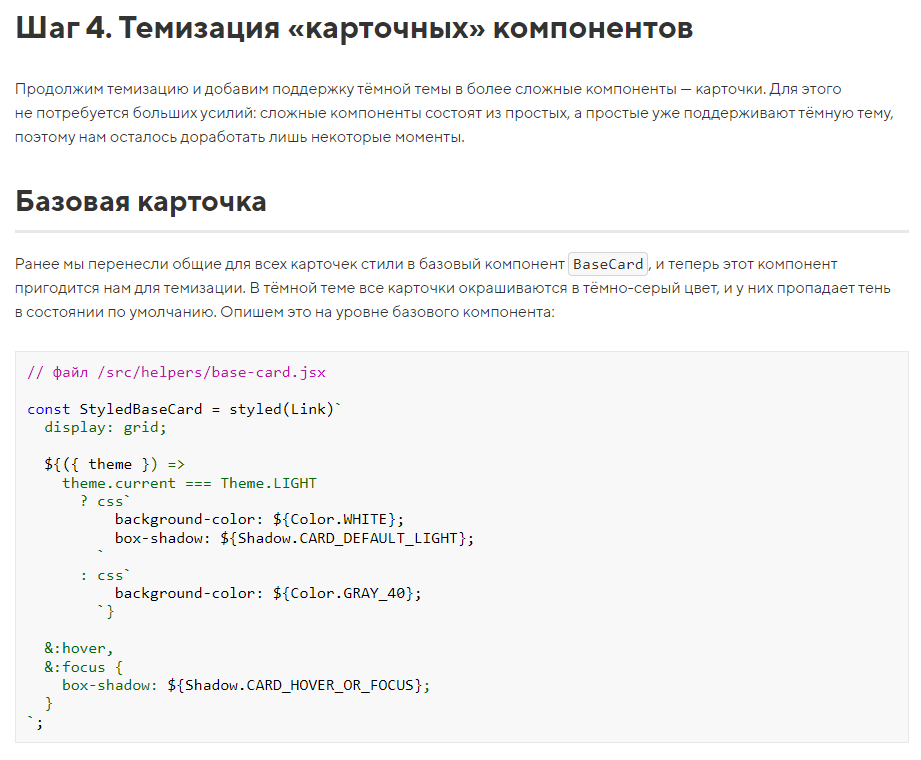 Шаг 4. Темизация «карточных» компонентов
Продолжим темизацию и добавим поддержку тёмной темы в более сложные компоненты — карточки. Для этого
не потребуется больших усилий: сложные компоненты состоят из простых, а простые уже поддерживают тёмную тему,
поэтому нам осталось доработать лишь некоторые моменты.
Базовая карточка
Ранее мы перенесли общие для всех карточек стили в базовый компонент BaseCard, и теперь этот компонент
пригодится нам для темизации. В тёмной теме все карточки окрашиваются в тёмно-серый цвет, и у них пропадает тень
в состоянии по умолчанию. Опишем это на уровне базового компонента:
// файл /src/helpers/base-card.jsx
const StyledBaseCard = styled(Link)`
  display: grid;
  ${({ theme }) =>
    theme.current === Theme.LIGHT
      ? css`
          background-color: ${Color.WHITE};
          box-shadow: ${Shadow.CARD_DEFAULT_LIGHT};
        `
      : css`
          background-color: ${Color.GRAY_40};
        `}
  &:hover,
  &:focus {
    box-shadow: ${Shadow.CARD_HOVER_OR_FOCUS};
  }
`;